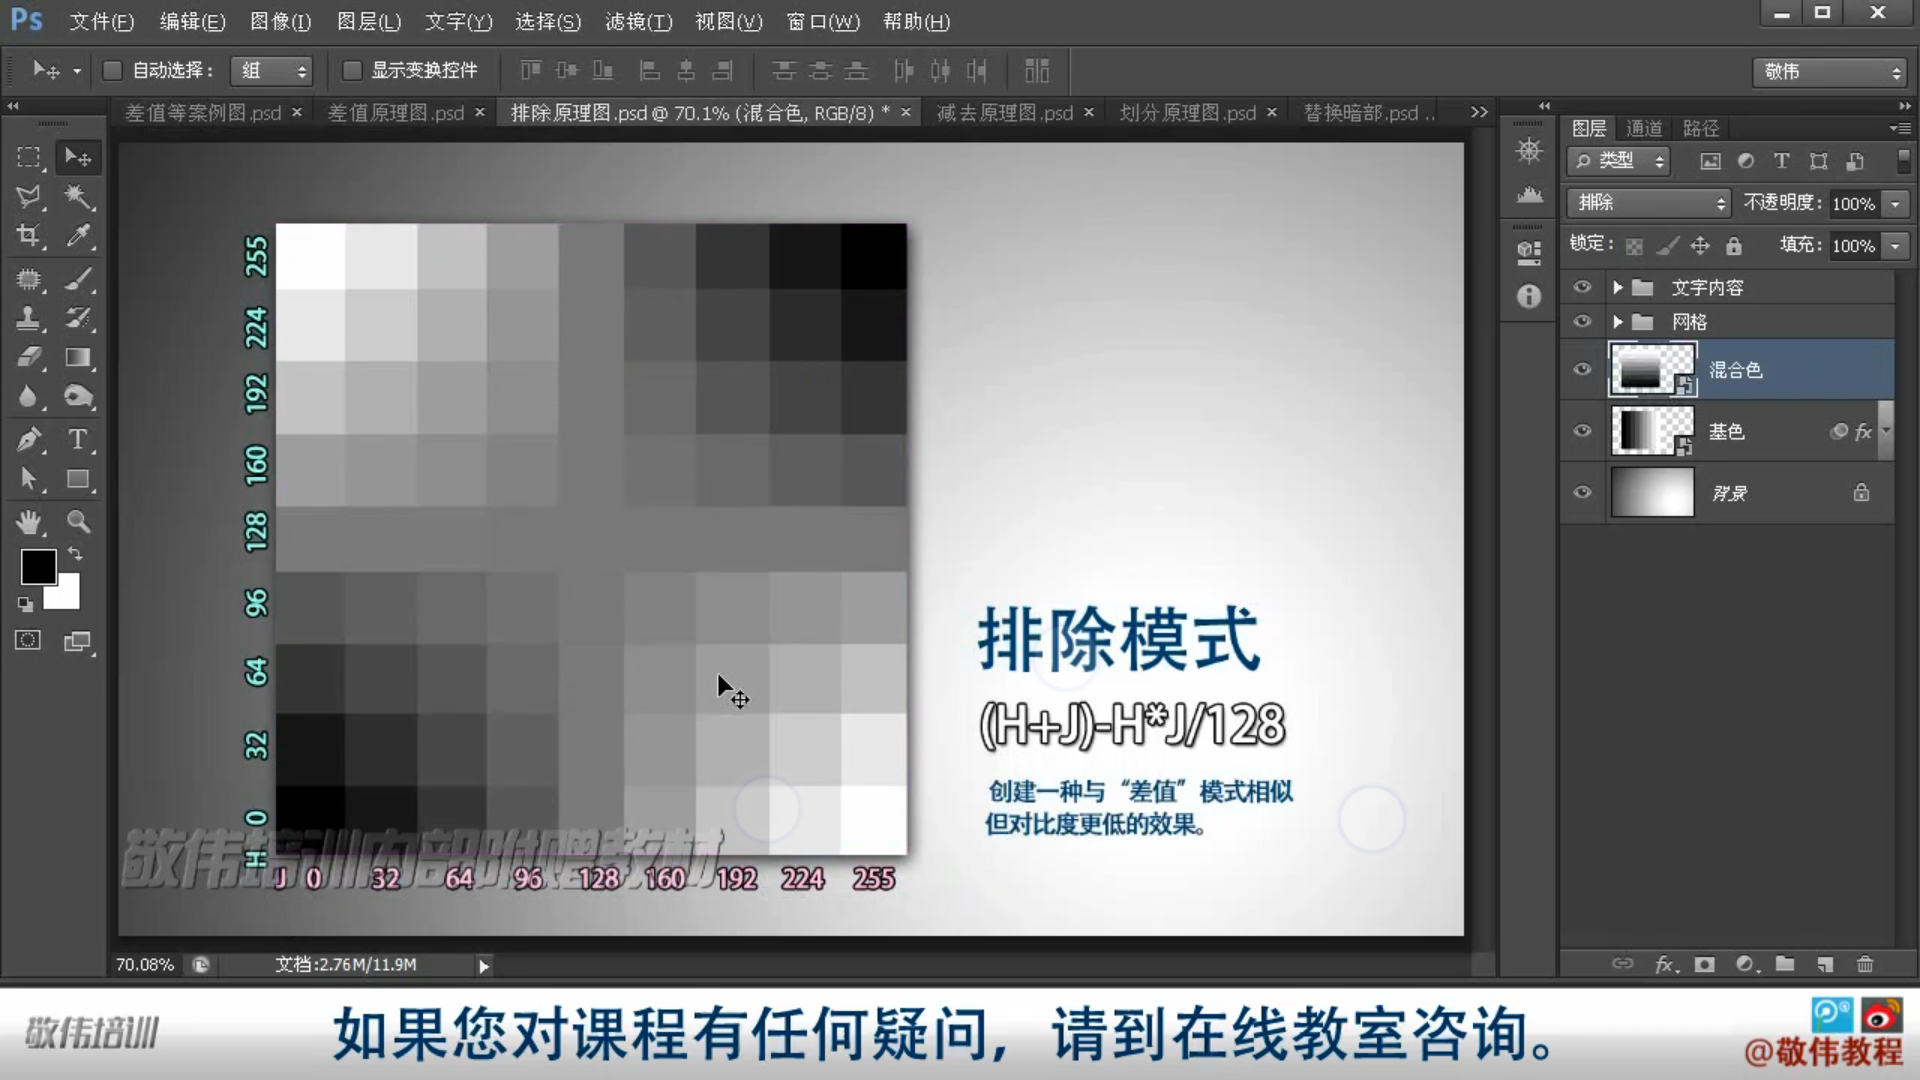 Ps 文件(F) 编辑(E) 图像(I) 图层(L) 文字(Y) 选择(S) 滤镜(T) 视图(V) 窗口(W) 帮助(H)
自动选择： 组 显示变换控件 敬伟
差值等案例图.psd × 差值原理图.psd × 排除原理图.psd @ 70.1% (混合色, RGB/8) * × 减去原理图.psd × 划分原理图.psd × 替换暗部.psd ..
图层 通道 路径
类型
排除 不透明度： 100%
锁定： 填充： 100%
文字内容
网格
混合色
基色 fx
背景
255
224
192
160
128
96
64
32
0
H
J 0 32 64 96 128 160 192 224 255
排除模式
(H+J)-H*J/128
创建一种与“差值”模式相似
但对比度更低的效果。
敬伟培训内部附赠教材
70.08% 文档:2.76M/11.9M
敬伟培训
如果您对课程有任何疑问，请到在线教室咨询。
@敬伟教程